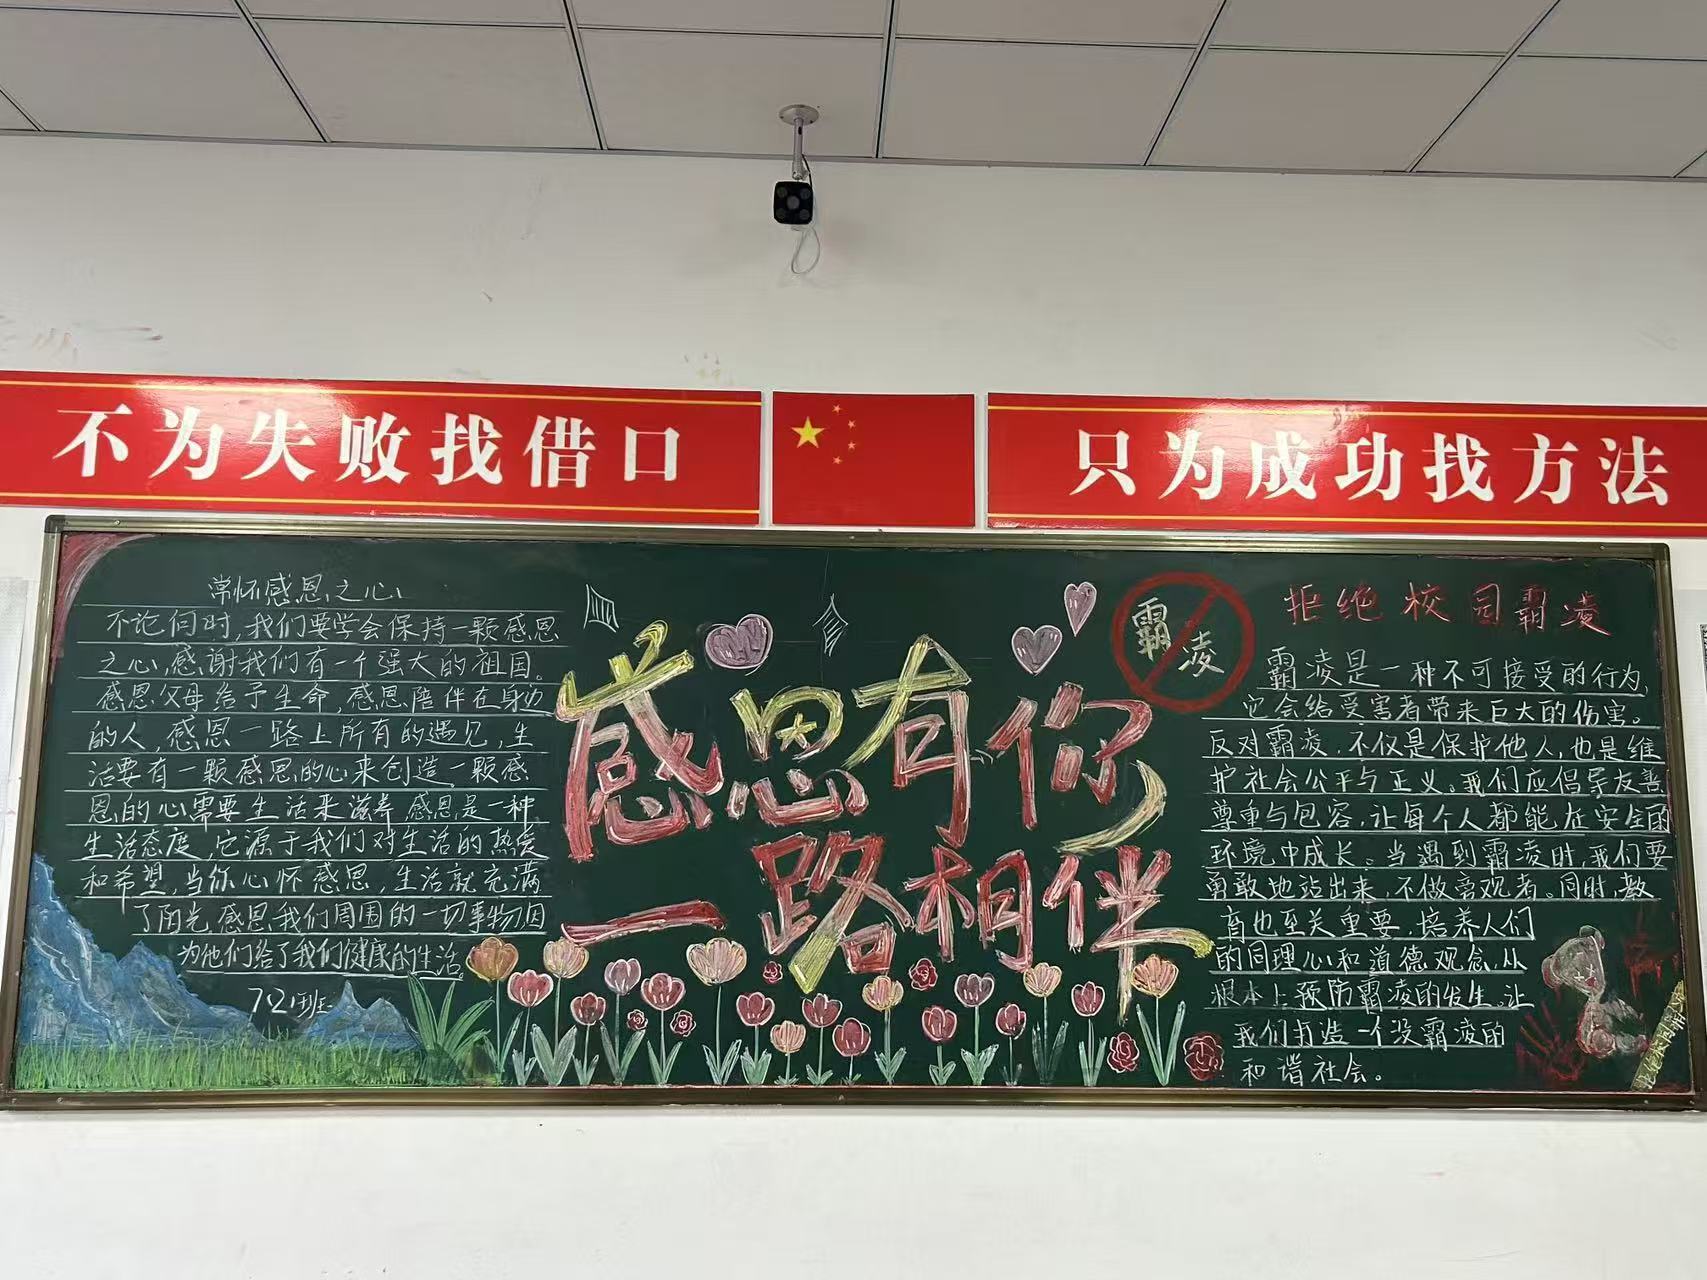 不为失败找借口
只为成功找方法
常怀感恩之心
不论何时,我们要学会保持一颗感恩
之心,感谢我们有一个强大的祖国。
感恩父母给予生命,感恩陪伴在身边
的人,感恩一路上所有的遇见,生
活要有一颗感恩的心来创造一颗感
恩的心需要生活来滋养感恩是一种
生活态度,它源于我们对生活的热爱
和希望,当你心怀感恩,生活就充满
了阳光,感恩我们周围的一切事物因
为他们给了我们健康的生活
702班
感恩有你
一路相伴
霸凌
拒绝校园霸凌
霸凌是一种不可接受的行为,
它会给受害者带来巨大的伤害。
反对霸凌,不仅是保护他人,也是维
护社会公平与正义。我们应倡导友善
尊重与包容,让每个人都能在安全的
环境中成长。当遇到霸凌时,我们要
勇敢地站出来,不做旁观者。同时,教
育也至关重要,培养人们
的同理心和道德观念,从
根本上预防霸凌的发生,让
我们打造一个没霸凌的
和谐社会。